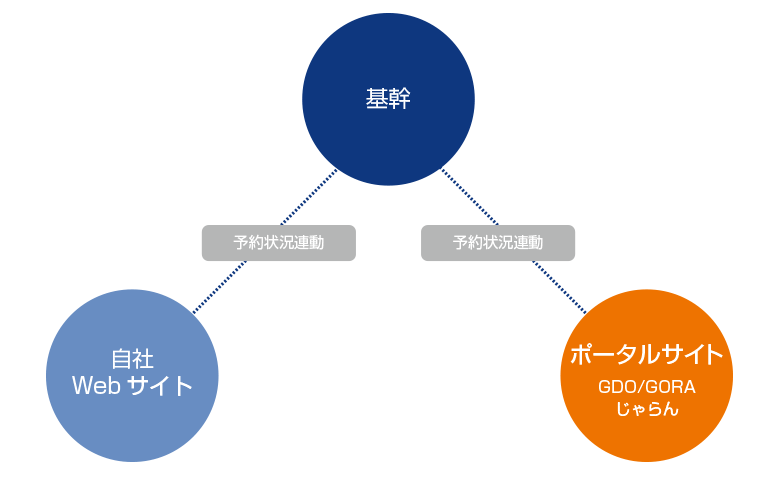 基幹
予約状況連動
予約状況連動
自社
Web サイト
ポータルサイト
GDO/GORA
じゃらん